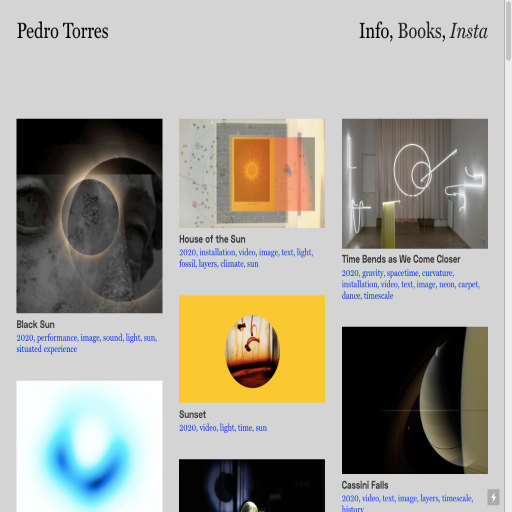 Pedro Torres
Info, Books, Insta
Black Sun
2020, performance, image, sound, light, sun,
situated experience
House of the Sun
2020, installation, video, image, text, light,
fossil, layers, climate, sun
Sunset
2020, video, light, time, sun
Time Bends as We Come Closer
2020, gravity, spacetime, curvature,
installation, video, text, image, neon, carpet,
dance, timescale
Cassini Falls
2020, video, text, image, layers, timescale,
history